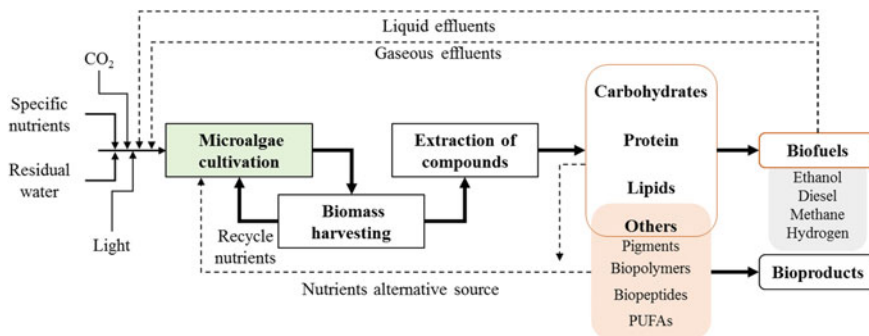 Liquid effluents
Gaseous effluents
CO₂
Specific
nutrients
Residual
water
Light
Microalgae
cultivation
Recycle
nutrients
Biomass
harvesting
Extraction of
compounds
Nutrients alternative source
Carbohydrates
Protein
Lipids
Others
Pigments
Biopolymers
Biopeptides
PUFAs
Biofuels
Ethanol
Diesel
Methane
Hydrogen
Bioproducts